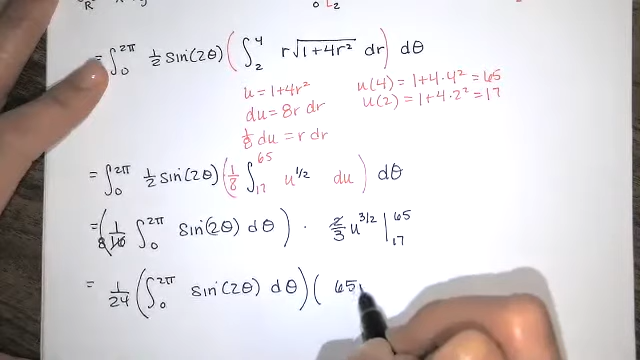 = ∫₀^2π ½ sin(2θ) ( ∫₂⁴ r√(1+4r²) dr ) dθ
u = 1+4r² u(4) = 1+4·4² = 65
du = 8r dr u(2) = 1+4·2² = 17
⅛ du = r dr
= ∫₀^2π ½ sin(2θ) ( ⅛ ∫₁₇^65 u^1/2 du ) dθ
= ( 1/8 16 ∫₀^2π sin(2θ) dθ ) · 2/3 u^3/2 |₁₇^65
= 1/24 ( ∫₀^2π sin(2θ) dθ ) ( 65